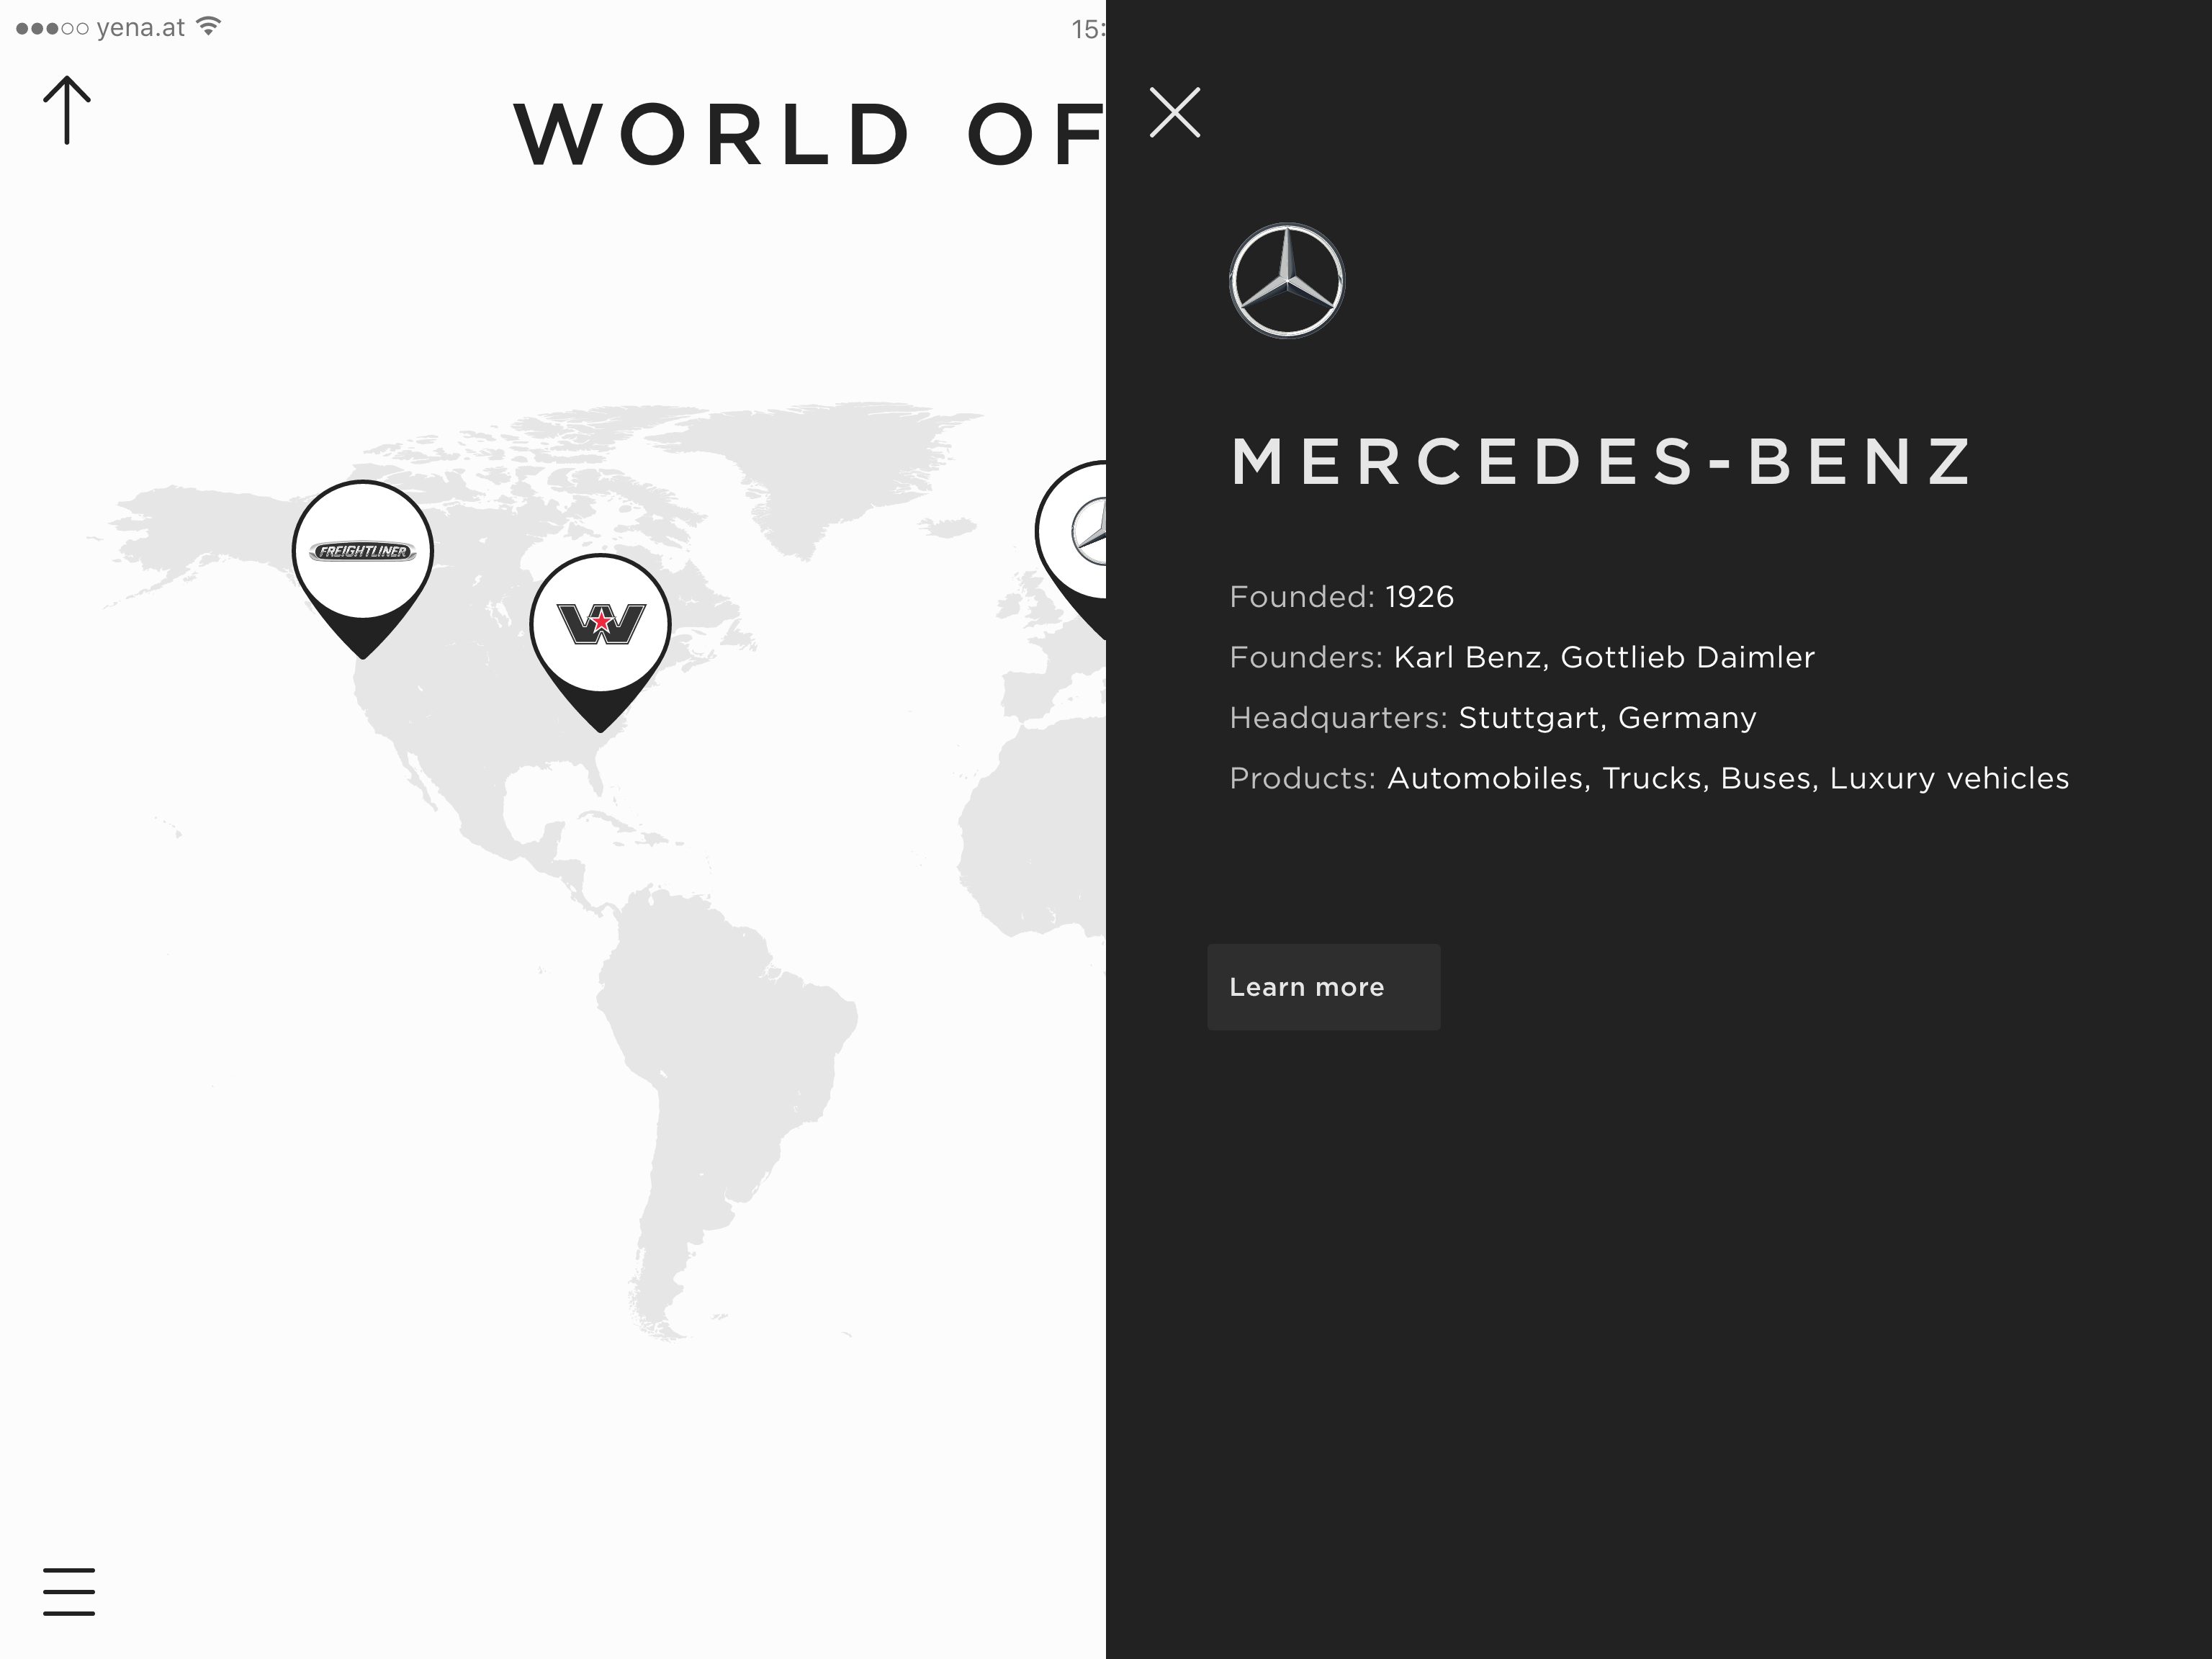 yena.at
15:
WORLD OF
FREIGHTLINER
W
MERCEDES-BENZ
Founded: 1926
Founders: Karl Benz, Gottlieb Daimler
Headquarters: Stuttgart, Germany
Products: Automobiles, Trucks, Buses, Luxury vehicles
Learn more